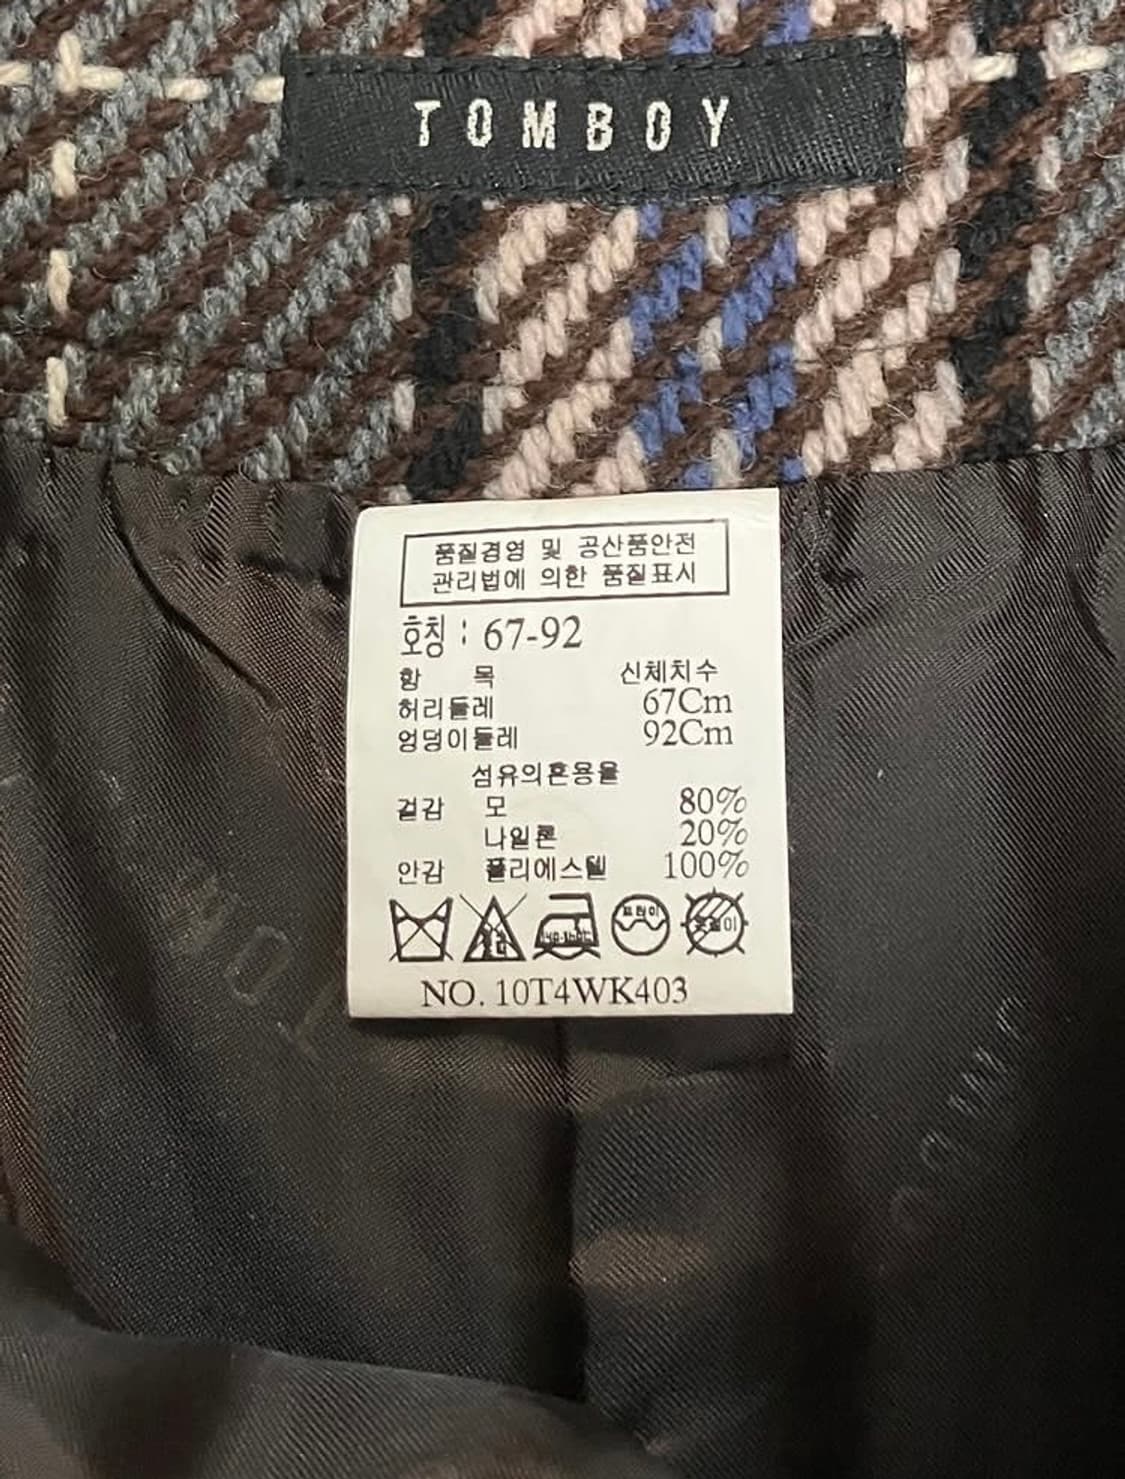 TOMBOY
품질경영 및 공산품안전
관리법에 의한 품질표시
호칭 : 67-92
항 목 신체치수
허리둘레 67Cm
엉덩이둘레 92Cm
섬유의혼용율
겉감 모 80%
나일론 20%
안감 폴리에스텔 100%
드라이
NO. 10T4WK403